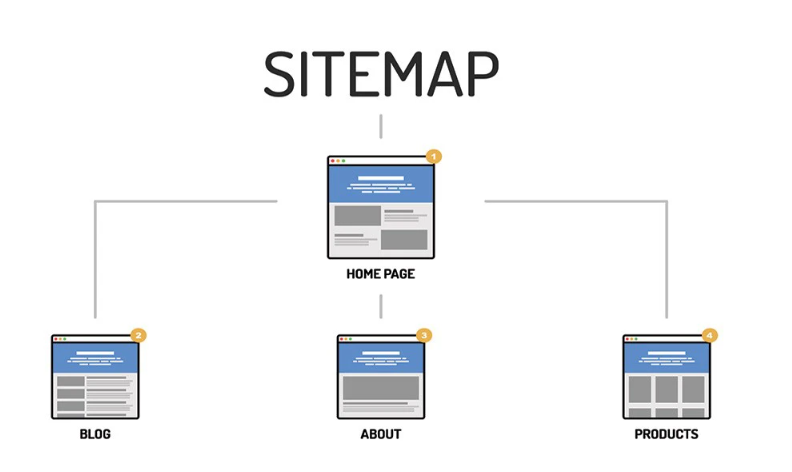 SITEMAP
1
HOME PAGE
2
3
4
BLOG
ABOUT
PRODUCTS